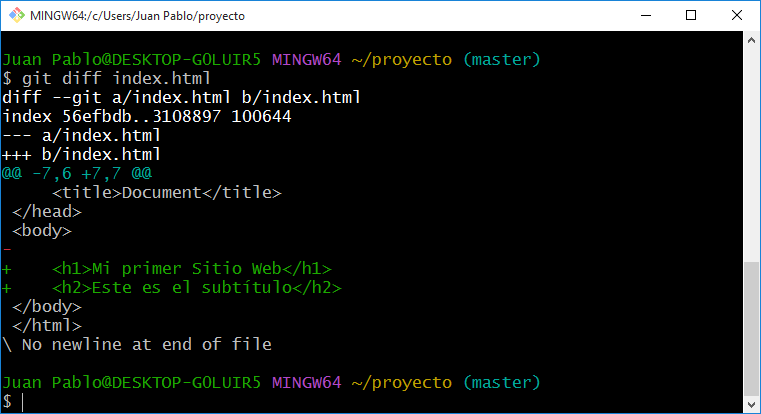 MINGW64:/c/Users/Juan Pablo/proyecto
Juan Pablo@DESKTOP-GOLUIR5 MINGW64 ~/proyecto (master)
$ git diff index.html
diff --git a/index.html b/index.html
index 56efbdb..3108897 100644
--- a/index.html
+++ b/index.html
@@ -7,6 +7,7 @@
     <title>Document</title>
 </head>
 <body>
-
+    <h1>Mi primer Sitio Web</h1>
+    <h2>Este es el subtítulo</h2>
 </body>
 </html>
\ No newline at end of file
Juan Pablo@DESKTOP-GOLUIR5 MINGW64 ~/proyecto (master)
$